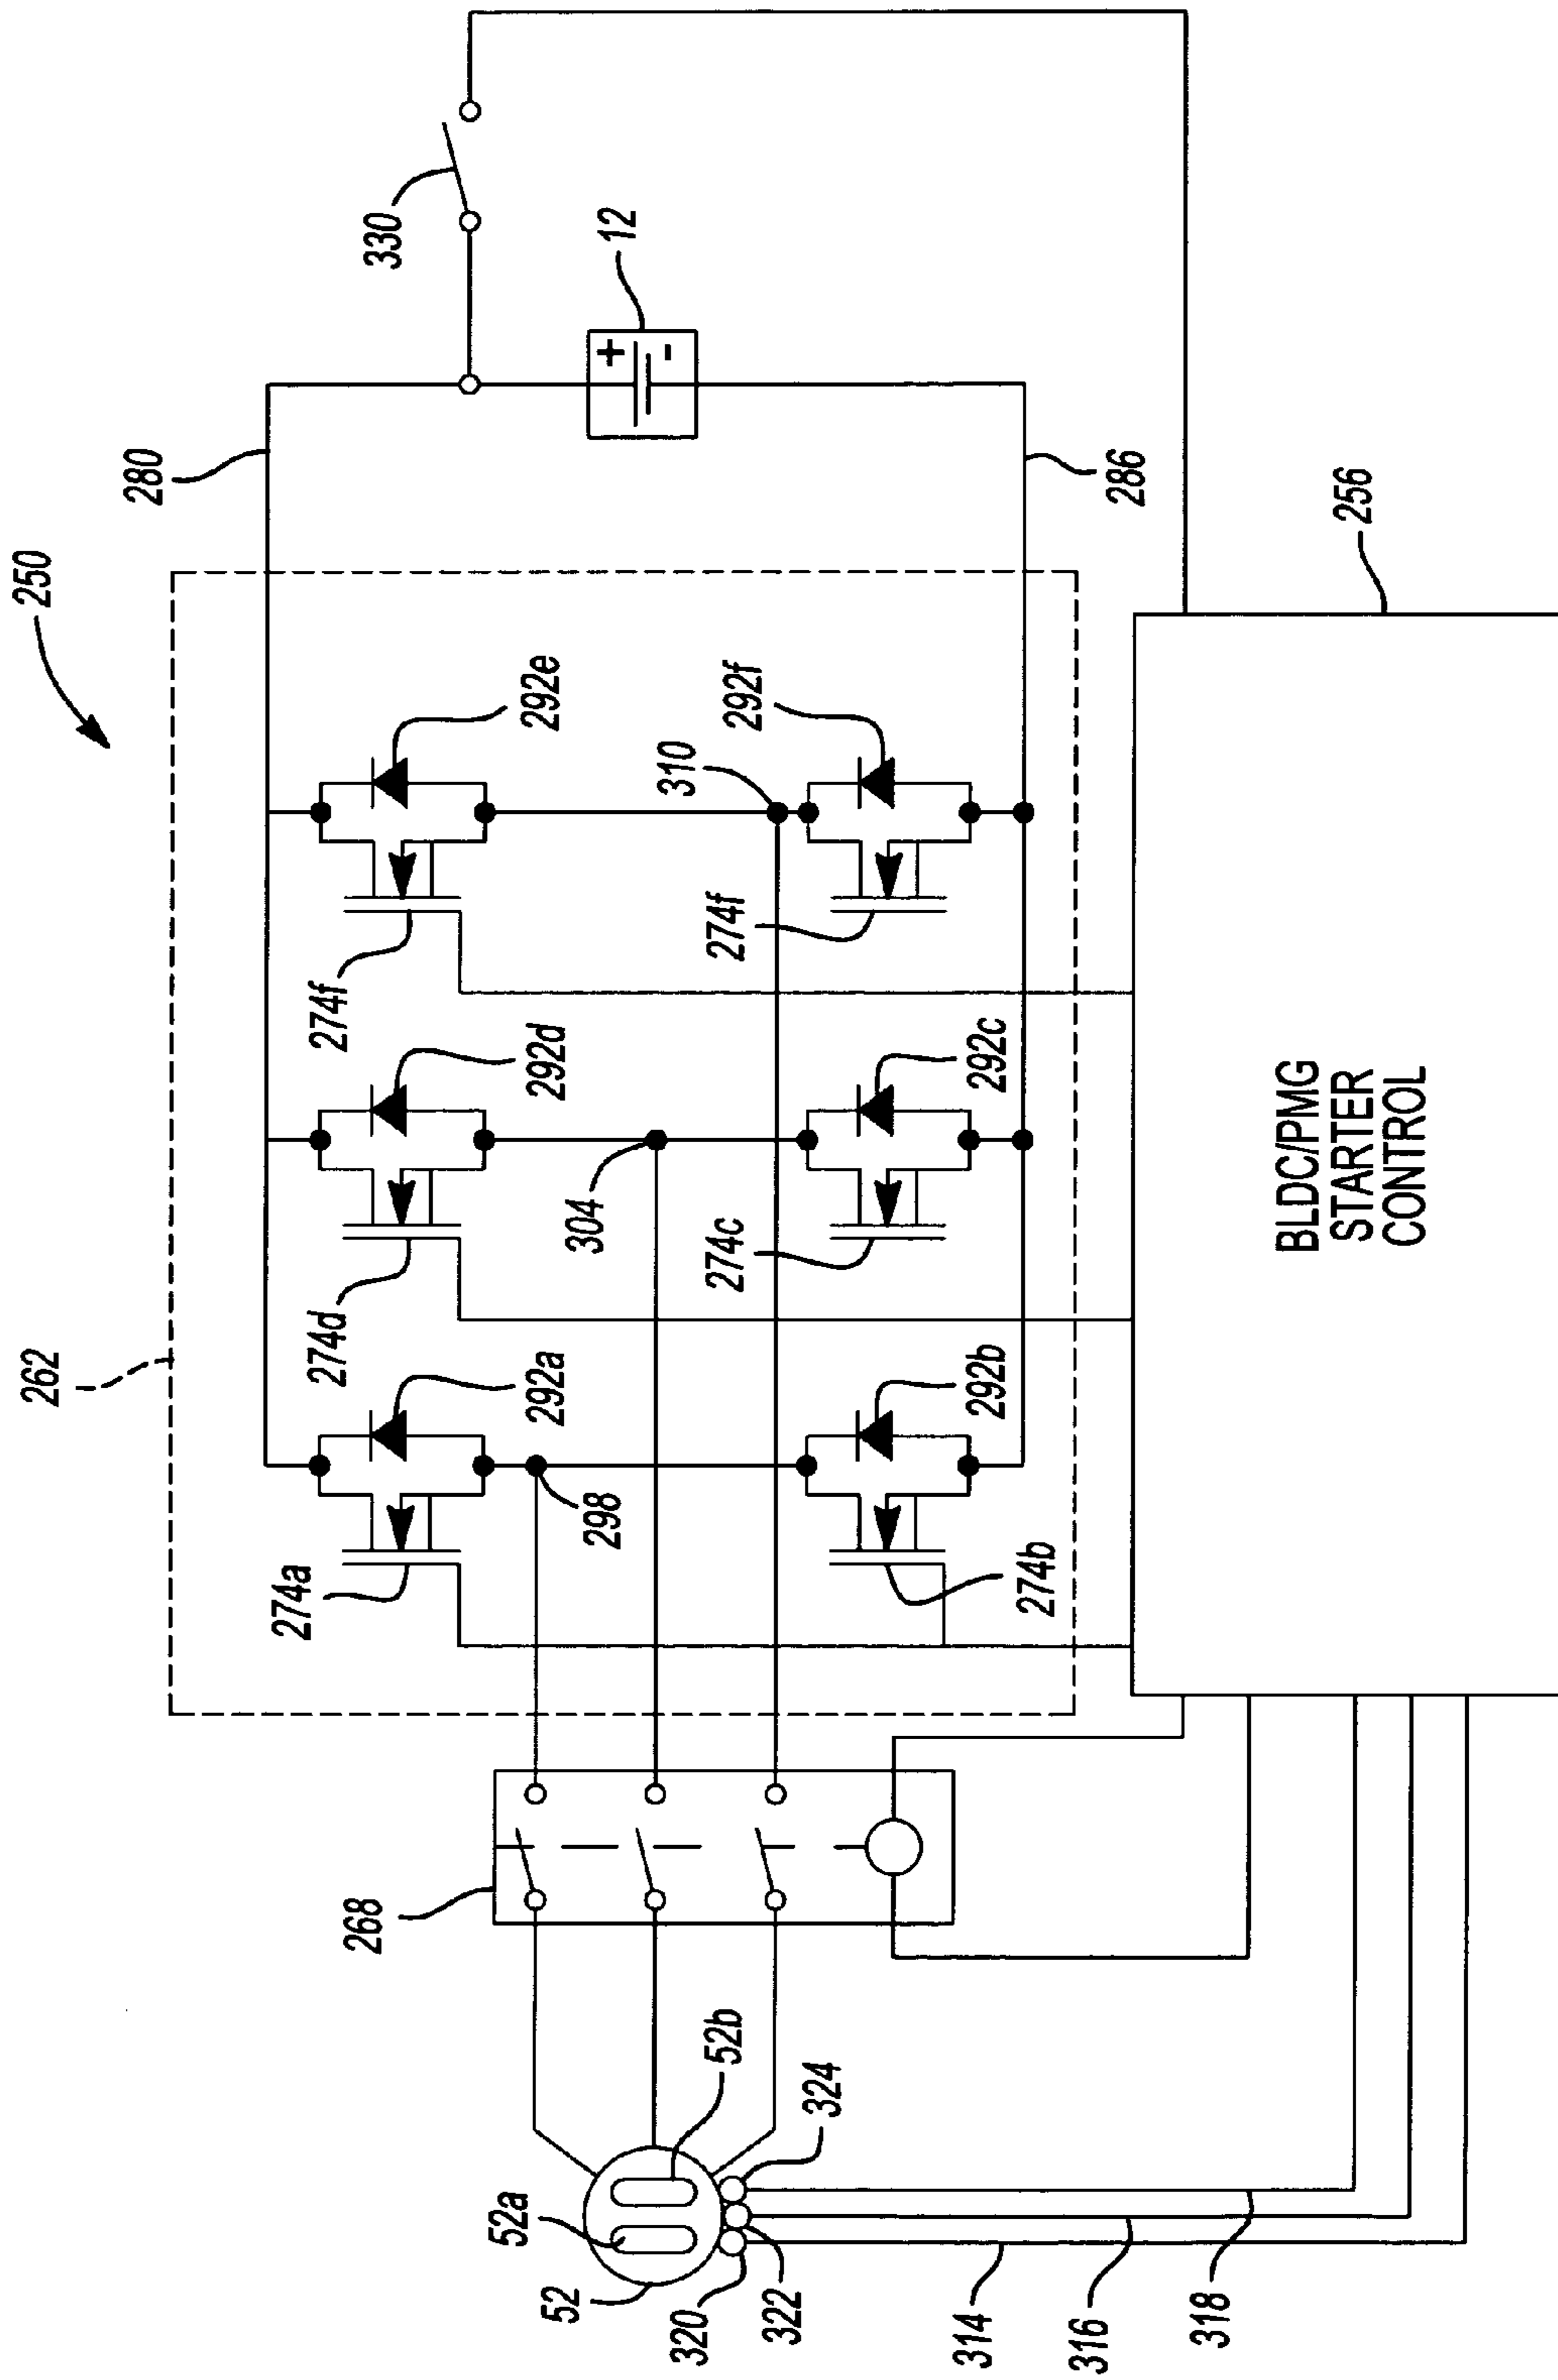 250
262
280
330
12
286
256
274a
292a
274d
292d
274f
292e
298
304
310
274b
292b
274c
292c
274f
292f
268
52
52a
52b
320
322
324
314
316
318
+
-
BLDC/PMG
STARTER
CONTROL